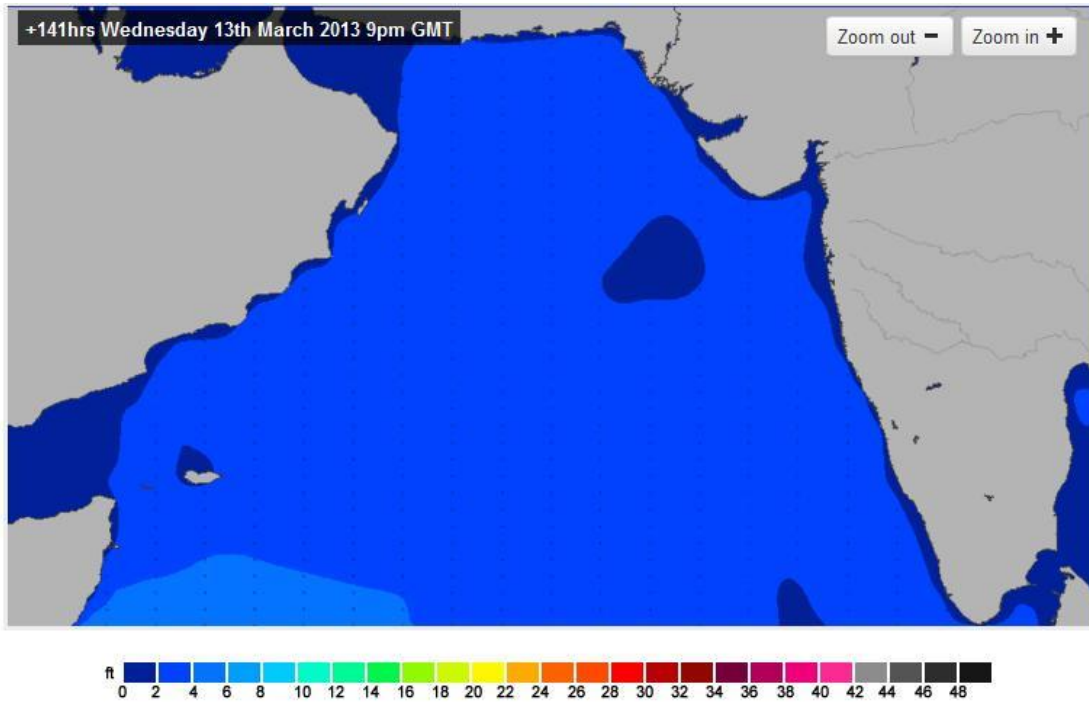 +141hrs Wednesday 13th March 2013 9pm GMT
Zoom out −
Zoom in +
ft
0 2 4 6 8 10 12 14 16 18 20 22 24 26 28 30 32 34 36 38 40 42 44 46 48